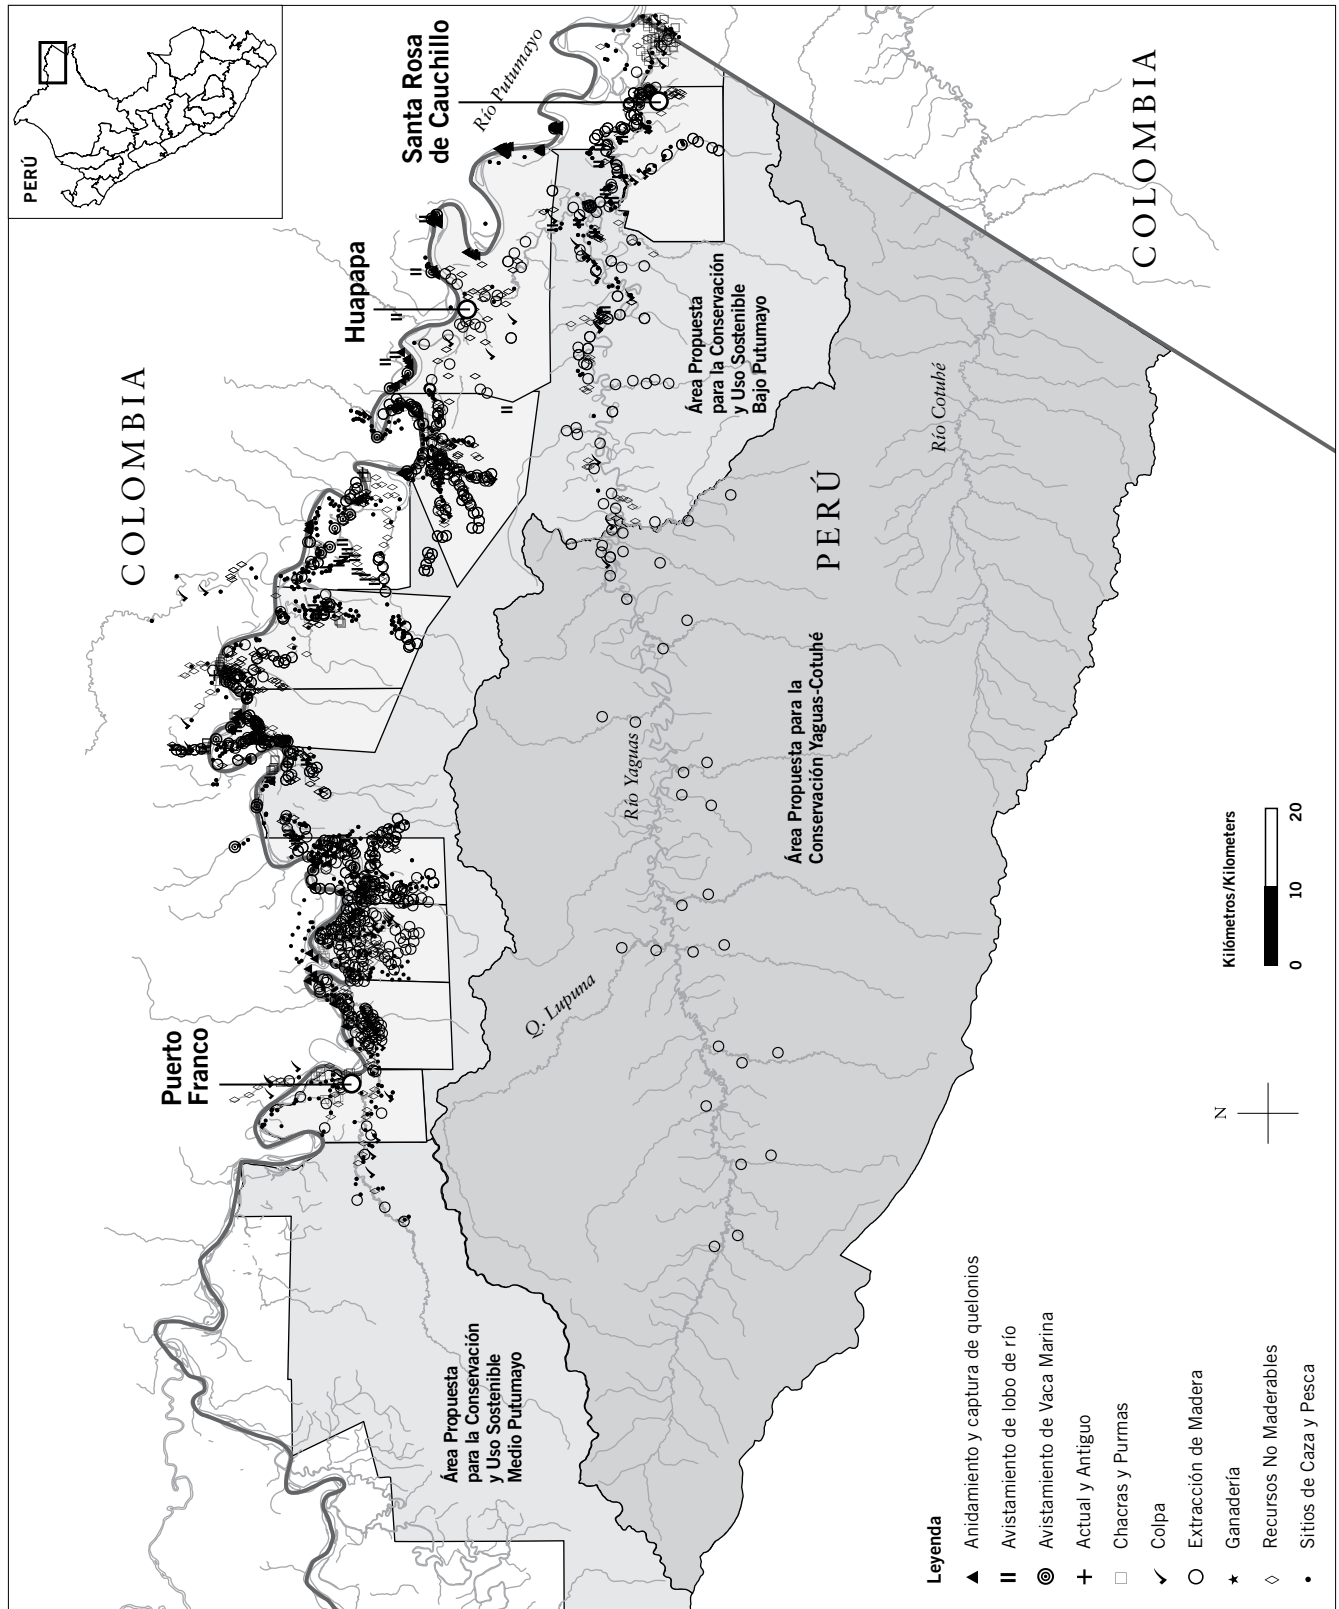 PERÚ
COLOMBIA
Puerto
Franco
Huapapa
Santa Rosa
de Cauchillo
Río Putumayo
Q. Lupuna
Río Yaguas
Área Propuesta
para la Conservación
y Uso Sostenible
Medio Putumayo
Área Propuesta
para la Conservación
y Uso Sostenible
Bajo Putumayo
Área Propuesta para la
Conservación Yaguas-Cotuhé
PERÚ
Río Cotuhé
COLOMBIA
Leyenda
Anidamiento y captura de quelonios
Avistamiento de lobo de río
Avistamiento de Vaca Marina
Actual y Antiguo
Chacras y Purmas
Colpa
Extracción de Madera
Ganadería
Recursos No Maderables
Sitios de Caza y Pesca
N
Kilómetros/Kilometers
0 10 20